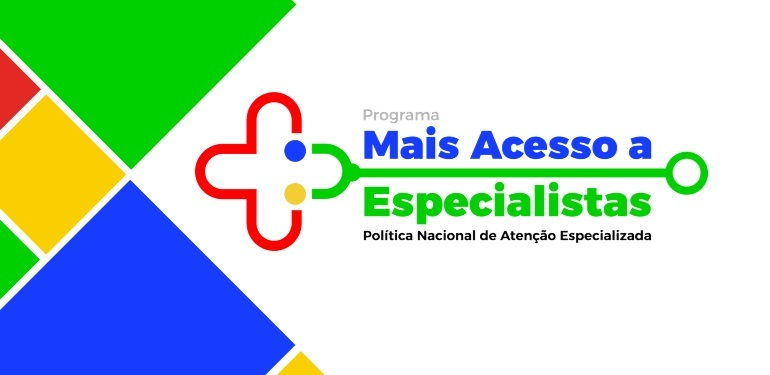 Programa
Mais Acesso a
Especialistas
Política Nacional de Atenção Especializada